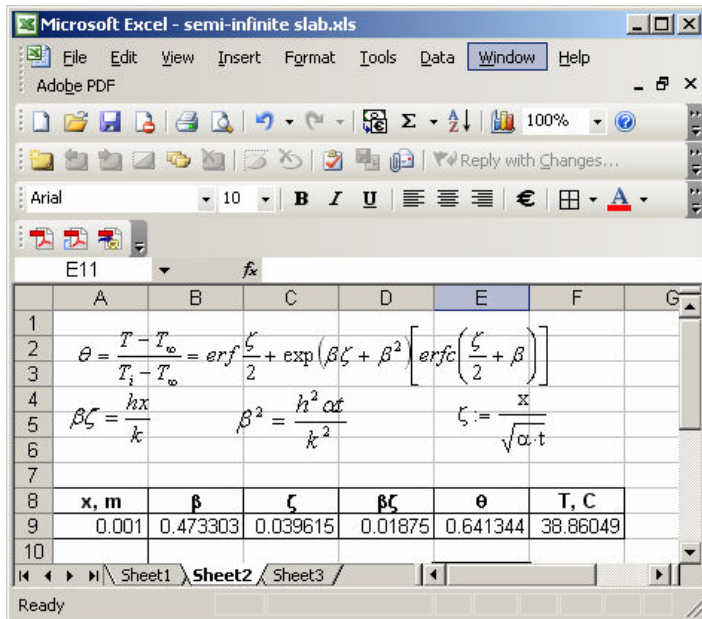 Microsoft Excel - semi-infinite slab.xls
File Edit View Insert Format Tools Data Window Help
Adobe PDF
Σ 100%
Reply with Changes...
Arial 10 B I U € A
E11 fx
A B C D E F G
1
2 θ = (T − T∞)/(Ti − T∞) = erf ζ/2 + exp(βζ + β²)[erfc(ζ/2 + β)]
3
4 βζ = hx/k β² = h²αt/k² ζ := x/√(α·t)
5
6
7
8 x, m β ζ βζ θ T, C
9 0.001 0.473303 0.039615 0.01875 0.641344 38.86049
10
Sheet1 Sheet2 Sheet3
Ready